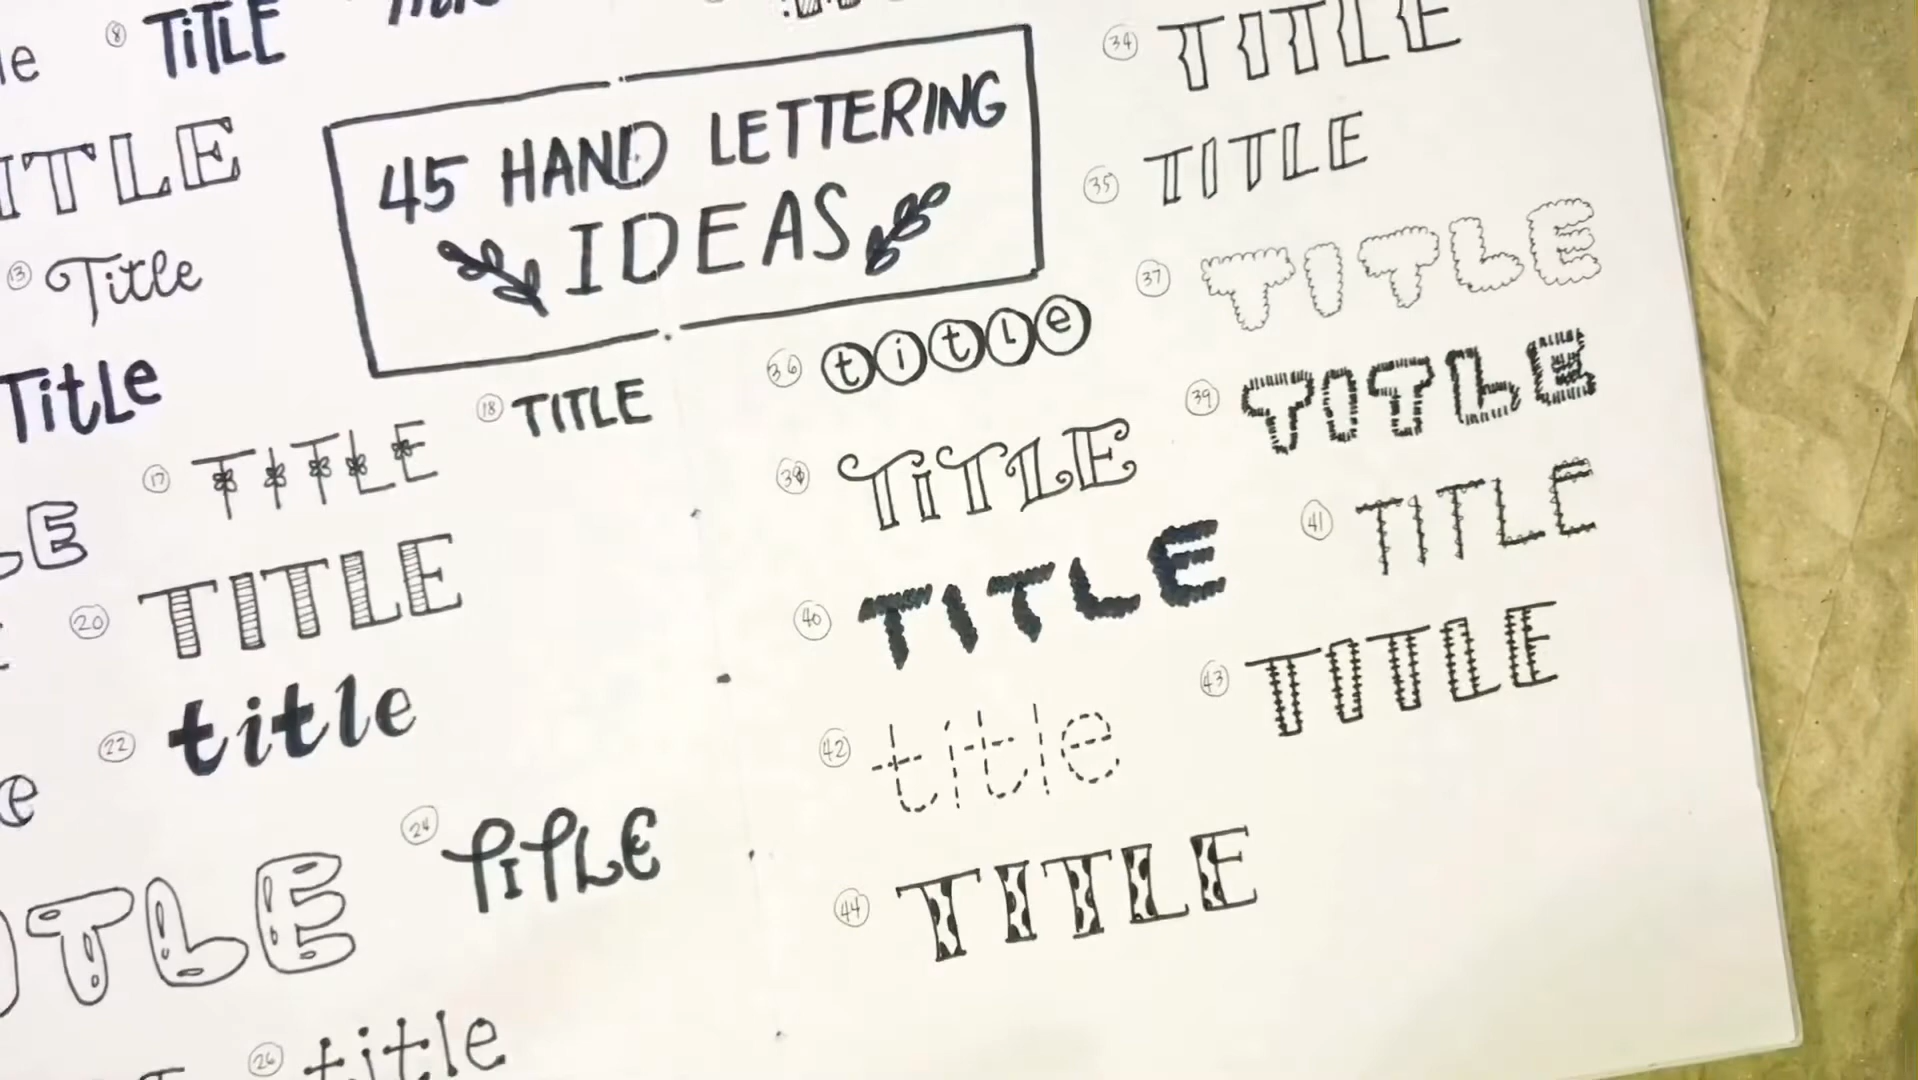 le
8 TiTLE
Title
ITLE
13 Title
TitLe
45 HAND LETTERING
IDEAS
17 TITLE
18 TITLE
LE
20 TITLE
22 title
e
24 TiTLE
TLE
26 title
34 TITLE
35 TITLE
36 title
37 TITLE
38 TiTLE
39 TITLE
40 TITLE
41 TITLE
42 title
43 TITLE
44 TITLE